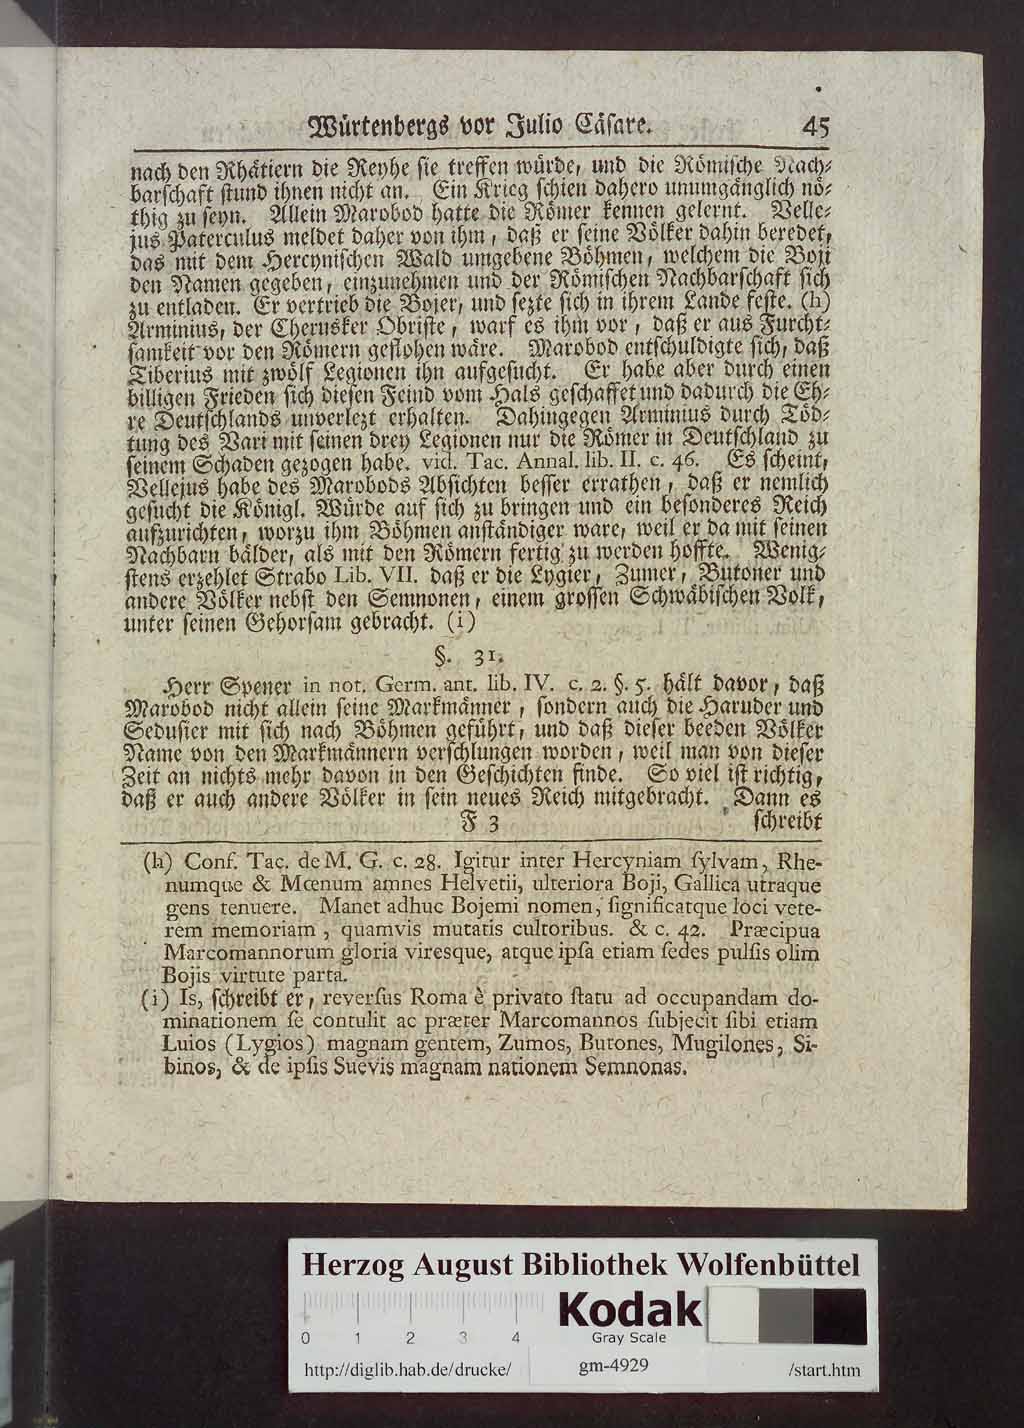 Würtenbergs vor Julio Cäsare. 45
nach den Rhätiern die Reyhe sie treffen würde, und die Römische Nach-
barschaft stund ihnen nicht an. Ein Krieg schien dahero unumgänglich nö-
thig zu seyn. Allein Marobod hatte die Römer kennen gelernt. Velle-
jus Paterculus meldet daher von ihm, daß er seine Völker dahin beredet,
das mit dem Hercynischen Wald umgebene Böhmen, welchem die Boji
den Namen gegeben, einzunehmen und der Römischen Nachbarschaft sich
zu entladen. Er vertrieb die Bojer, und sezte sich in ihrem Lande feste. (h)
Arminius, der Cherusker Obriste, warf es ihm vor, daß er aus Furcht-
samkeit vor den Römern geflohen wäre. Marobod entschuldigte sich, daß
Tiberius mit zwölf Legionen ihn aufgesucht. Er habe aber durch einen
billigen Frieden sich diesen Feind vom Hals geschaffet und dadurch die Eh-
re Deutschlands unverlezt erhalten. Dahingegen Arminius durch Töd-
tung des Vari mit seinen drey Legionen nur die Römer in Deutschland zu
seinem Schaden gezogen habe. vid. Tac. Annal. lib. II. c. 46. Es scheint,
Vellejus habe des Marobods Absichten besser errathen, daß er nemlich
gesucht die Königl. Würde auf sich zu bringen und ein besonderes Reich
aufzurichten, worzu ihm Böhmen anständiger ware, weil er da mit seinen
Nachbarn bälder, als mit den Römern fertig zu werden hoffte. Wenig-
stens erzehlet Strabo Lib. VII. daß er die Lygier, Zumer, Butoner und
andere Völker nebst den Semnonen, einem grossen Schwäbischen Volk,
unter seinen Gehorsam gebracht. (i)
§. 31.
Herr Spener in not. Germ. ant. lib. IV. c. 2. §. 5. hält davor, daß
Marobod nicht allein seine Markmänner, sondern auch die Haruder und
Sedusier mit sich nach Böhmen geführt, und daß dieser beeden Völker
Name von den Markmännern verschlungen worden, weil man von dieser
Zeit an nichts mehr davon in den Geschichten finde. So viel ist richtig,
daß er auch andere Völker in sein neues Reich mitgebracht. Dann es
F 3 schreibt
(h) Conf. Tac. de M. G. c. 28. Igitur inter Hercyniam ſylvam, Rhe-
numque & Mœnum amnes Helvetii, ulteriora Boji, Gallica utraque
gens tenuere. Manet adhuc Bojemi nomen, ſignificatque loci vete-
rem memoriam, quamvis mutatis cultoribus. & c. 42. Præcipua
Marcomannorum gloria viresque, atque ipſa etiam ſedes pulſis olim
Bojis virtute parta.
(i) Is, schreibt er, reverſus Roma è privato ſtatu ad occupandam do-
minationem ſe contulit ac præter Marcomannos ſubjecit ſibi etiam
Luios (Lygios) magnam gentem, Zumos, Butones, Mugilones, Si-
binos, & de ipſis Suevis magnam nationem Semnonas.
Herzog August Bibliothek Wolfenbüttel
0 1 2 3 4
Kodak
Gray Scale
http://diglib.hab.de/drucke/ gm-4929 /start.htm